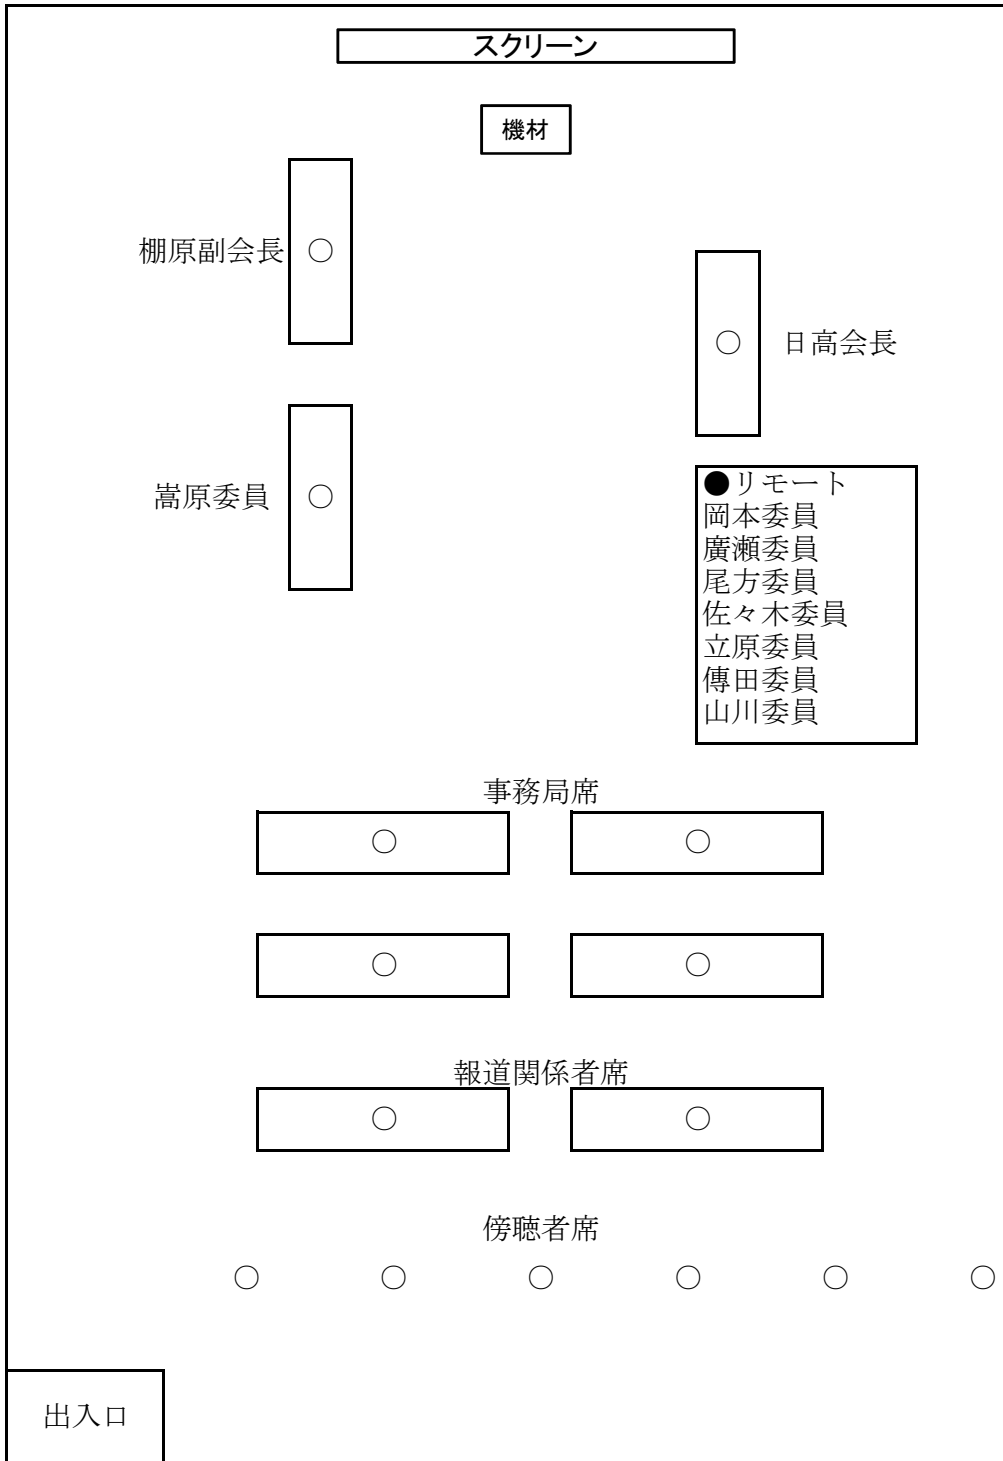 スクリーン
機材
棚原副会長 ○
○ 日高会長
嵩原委員 ○
●リモート
岡本委員
廣瀬委員
尾方委員
佐々木委員
立原委員
傳田委員
山川委員
事務局席
○ ○
○ ○
報道関係者席
○ ○
傍聴者席
○ ○ ○ ○ ○ ○
出入口